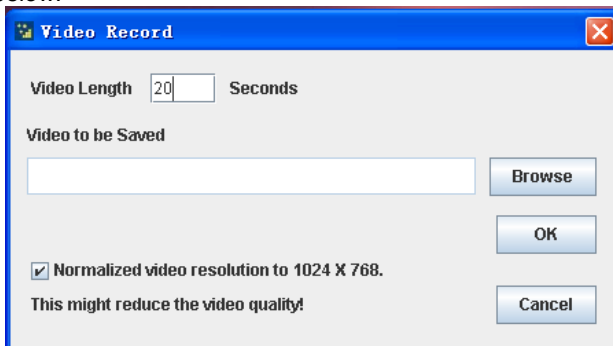 Video Record
Video Length 20 Seconds
Video to be Saved
Browse
OK
Normalized video resolution to 1024 X 768.
This might reduce the video quality!
Cancel